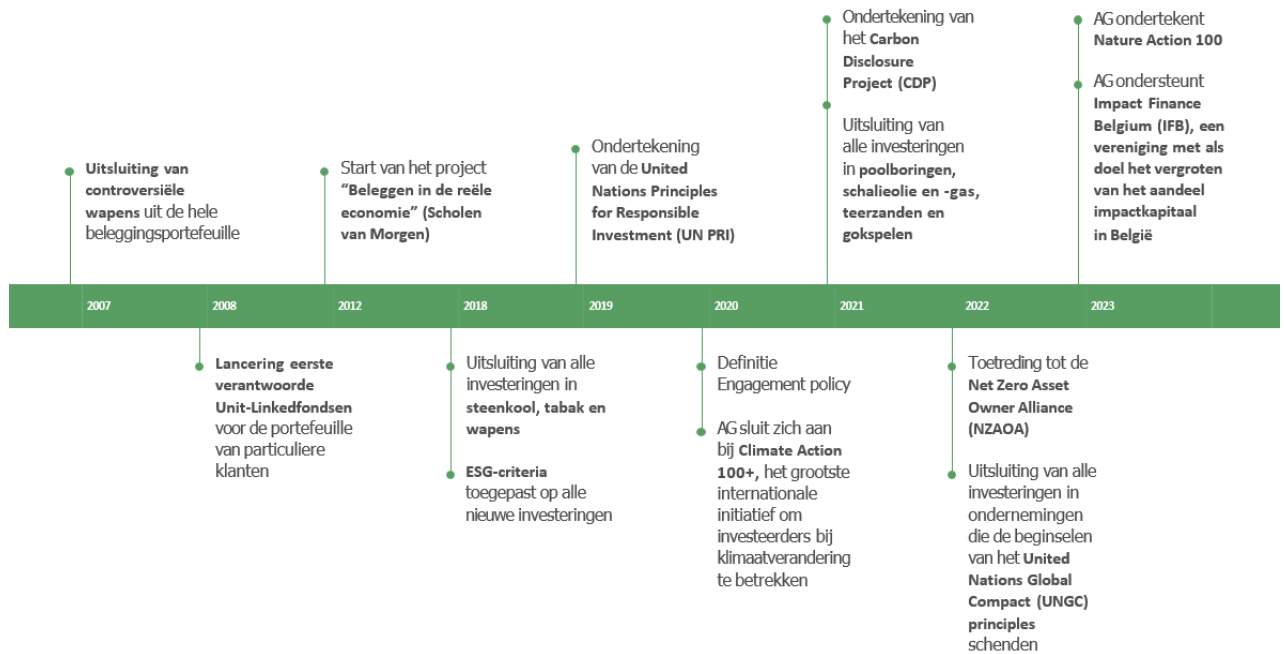 Uitsluiting van
controversiële
wapens uit de hele
beleggingsportefeuille
Start van het project
“Beleggen in de reële
economie” (Scholen
van Morgen)
Ondertekening
van de United
Nations Principles
for Responsible
Investment (UN PRI)
Ondertekening van
het Carbon
Disclosure
Project (CDP)
Uitsluiting van
alle investeringen
in poolboringen,
schalieolie en -gas,
teerzanden en
gokspelen
AG ondertekent
Nature Action 100
AG ondersteunt
Impact Finance
Belgium (IFB), een
vereniging met als
doel het vergroten
van het aandeel
impactkapitaal
in België
2007
2008
2012
2018
2019
2020
2021
2022
2023
Lancering eerste
verantwoorde
Unit-Linkedfondsen
voor de portefeuille
van particuliere
klanten
Uitsluiting van alle
investeringen in
steenkool, tabak en
wapens
ESG-criteria
toegepast op alle
nieuwe investeringen
Definitie
Engagement policy
AG sluit zich aan
bij Climate Action
100+, het grootste
internationale
initiatief om
investeerders bij
klimaatverandering
te betrekken
Toetreding tot de
Net Zero Asset
Owner Alliance
(NZAOA)
Uitsluiting van alle
investeringen in
ondernemingen
die de beginselen
van het United
Nations Global
Compact (UNGC)
principles
schenden